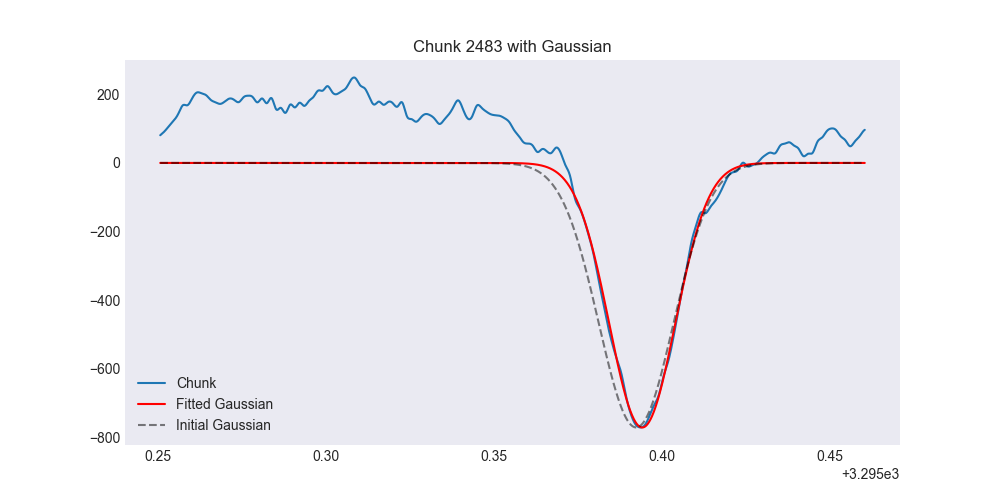 Chunk 2483 with Gaussian
200
0
−200
−400
−600
−800
Chunk
Fitted Gaussian
Initial Gaussian
0.25 0.30 0.35 0.40 0.45
+3.295e3